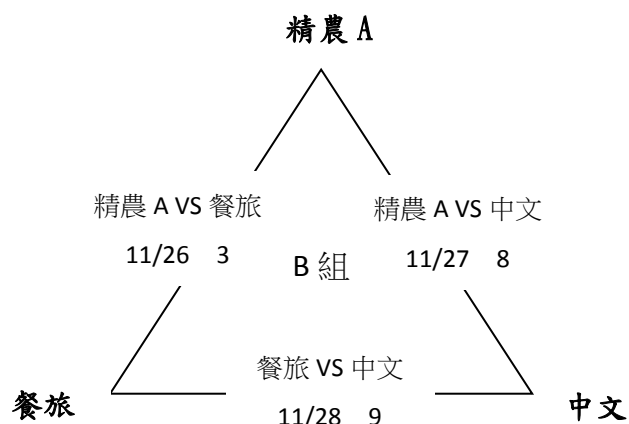 精農A
精農 A VS 餐旅
11/26 3
精農 A VS 中文
11/27 8
B 組
餐旅 VS 中文
11/28 9
餐旅
中文